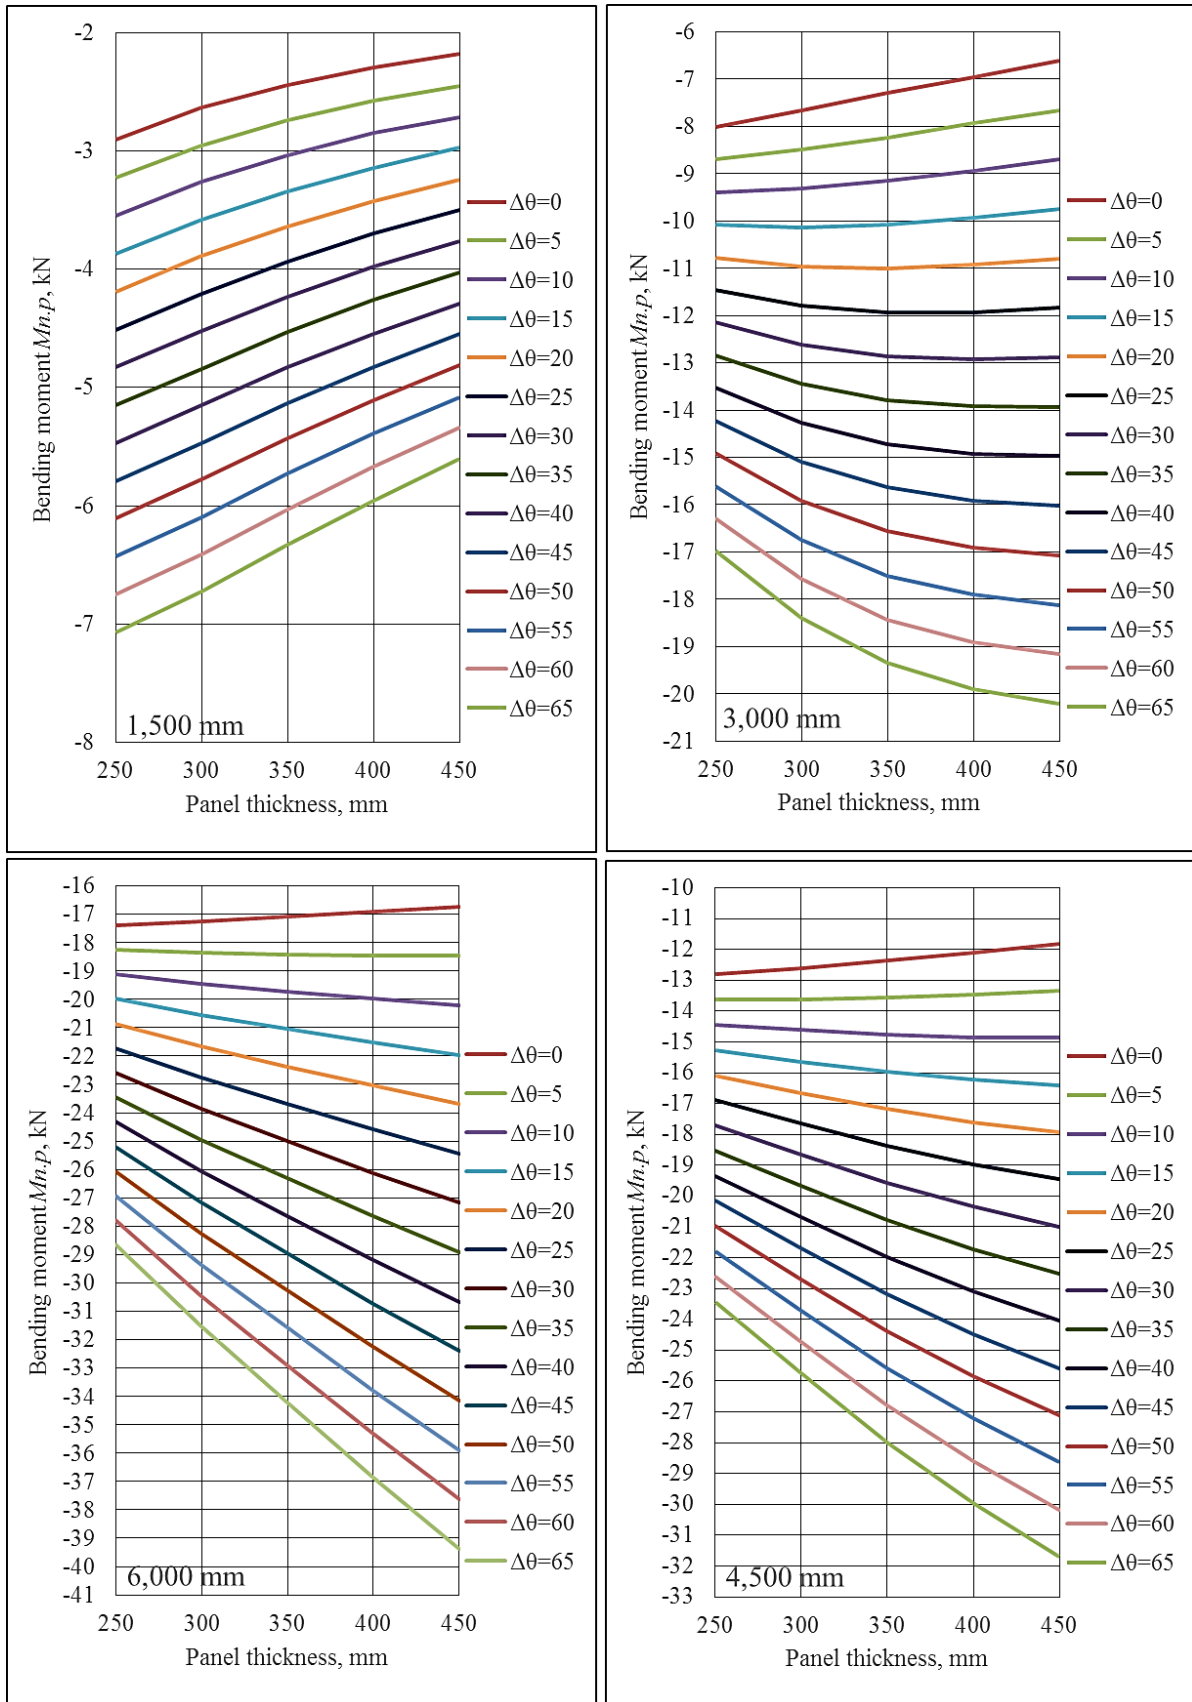 -2
-3
-4
-5
-6
-7
-8
Bending moment Mn.p, kN
Δθ=0
Δθ=5
Δθ=10
Δθ=15
Δθ=20
Δθ=25
Δθ=30
Δθ=35
Δθ=40
Δθ=45
Δθ=50
Δθ=55
Δθ=60
Δθ=65
1,500 mm
250 300 350 400 450
Panel thickness, mm
-6
-7
-8
-9
-10
-11
-12
-13
-14
-15
-16
-17
-18
-19
-20
-21
Bending moment Mn.p, kN
Δθ=0
Δθ=5
Δθ=10
Δθ=15
Δθ=20
Δθ=25
Δθ=30
Δθ=35
Δθ=40
Δθ=45
Δθ=50
Δθ=55
Δθ=60
Δθ=65
3,000 mm
250 300 350 400 450
Panel thickness, mm
-16
-17
-18
-19
-20
-21
-22
-23
-24
-25
-26
-27
-28
-29
-30
-31
-32
-33
-34
-35
-36
-37
-38
-39
-40
-41
Bending moment Mn.p, kN
Δθ=0
Δθ=5
Δθ=10
Δθ=15
Δθ=20
Δθ=25
Δθ=30
Δθ=35
Δθ=40
Δθ=45
Δθ=50
Δθ=55
Δθ=60
Δθ=65
6,000 mm
250 300 350 400 450
Panel thickness, mm
-10
-11
-12
-13
-14
-15
-16
-17
-18
-19
-20
-21
-22
-23
-24
-25
-26
-27
-28
-29
-30
-31
-32
-33
Bending moment Mn.p, kN
Δθ=0
Δθ=5
Δθ=10
Δθ=15
Δθ=20
Δθ=25
Δθ=30
Δθ=35
Δθ=40
Δθ=45
Δθ=50
Δθ=55
Δθ=60
Δθ=65
4,500 mm
250 300 350 400 450
Panel thickness, mm